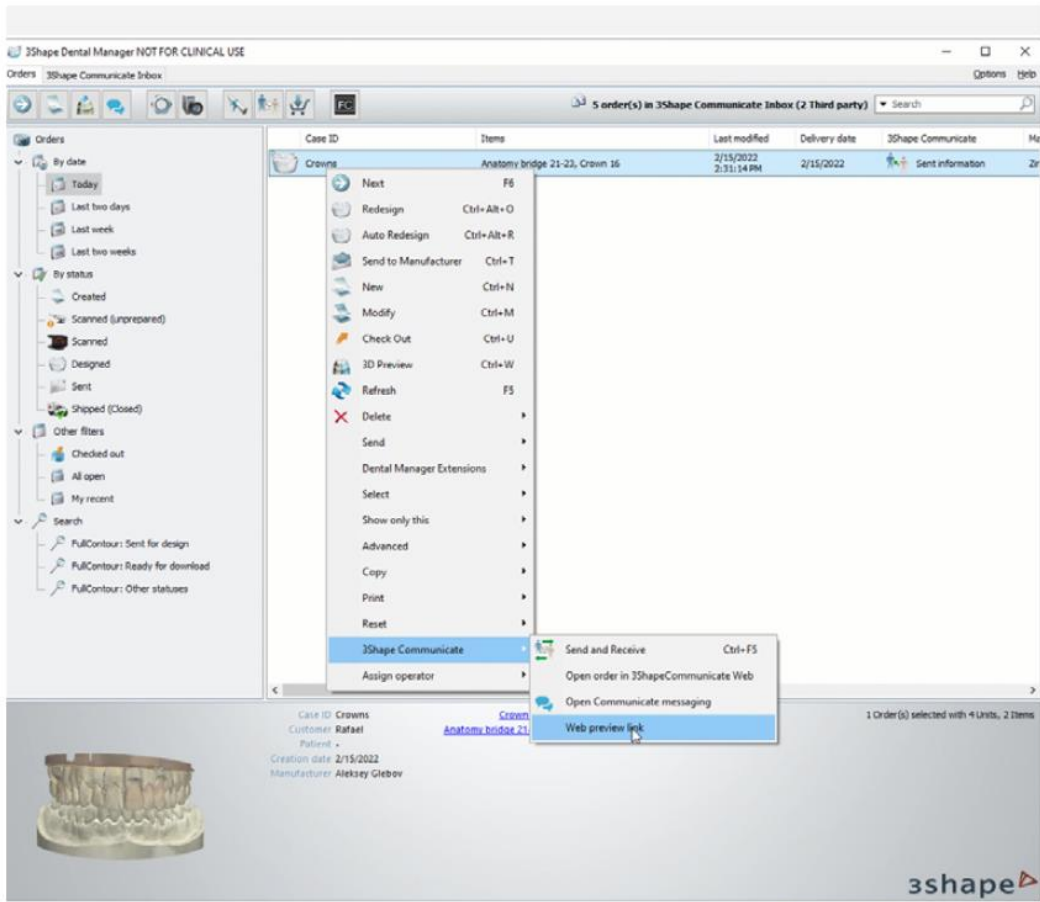 3Shape Dental Manager NOT FOR CLINICAL USE
Orders 3Shape Communicate Inbox Options Help
FC 5 order(s) in 3Shape Communicate Inbox (2 Third party) Search
Orders
By date
Today
Last two days
Last week
Last two weeks
By status
Created
Scanned (unprepared)
Scanned
Designed
Sent
Shipped (Closed)
Other filters
Checked out
All open
My recent
Search
FullContour: Sent for design
FullContour: Ready for download
FullContour: Other statuses
Case ID Items Last modified Delivery date 3Shape Communicate Ma
Crowns Anatomy bridge 21-23, Crown 16 2/15/2022 2:31:14 PM 2/15/2022 Sent information Zir
Next F6
Redesign Ctrl+Alt+O
Auto Redesign Ctrl+Alt+R
Send to Manufacturer Ctrl+T
New Ctrl+N
Modify Ctrl+M
Check Out Ctrl+U
3D Preview Ctrl+W
Refresh F5
Delete
Send
Dental Manager Extensions
Select
Show only this
Advanced
Copy
Print
Reset
3Shape Communicate
Assign operator
Send and Receive Ctrl+F5
Open order in 3ShapeCommunicate Web
Open Communicate messaging
Web preview link
Case ID Crowns
Customer Rafael
Patient -
Creation date 2/15/2022
Manufacturer Aleksey Glebov
Crown
Anatomy bridge 21
1 Order(s) selected with 4 Units, 2 Items
3shape